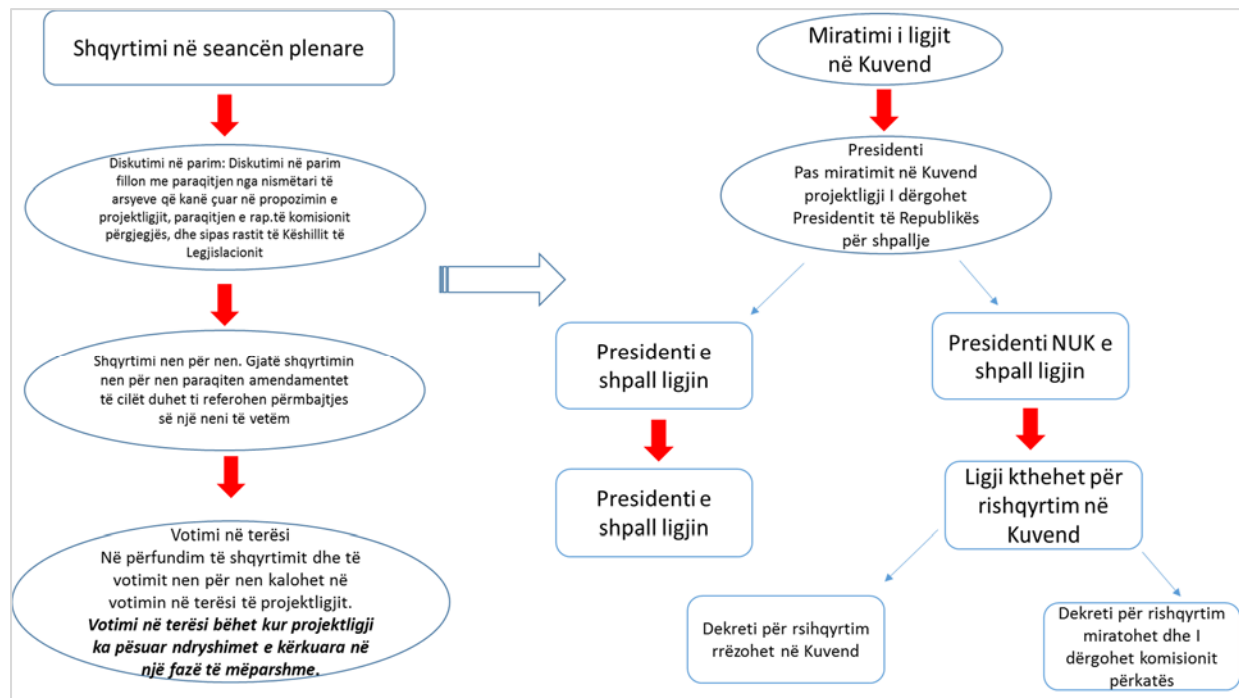 Shqyrtimi në seancën plenare
Diskutimi në parim: Diskutimi në parim
fillon me paraqitjen nga nismëtari të
arsyeve që kanë çuar në propozimin e
projektligjit, paraqitjen e rap.të komisionit
përgjegjës, dhe sipas rastit të Këshillit të
Legjislacionit
Shqyrtimi nen për nen. Gjatë shqyrtimin
nen për nen paraqiten amendamentet
të cilët duhet ti referohen përmbajtjes
së një neni të vetëm
Votimi në terësi
Në përfundim të shqyrtimit dhe të
votimit nen për nen kalohet në
votimin në terësi të projektligjit.
Votimi në terësi bëhet kur projektligji
ka pësuar ndryshimet e kërkuara në
një fazë të mëparshme.
Miratimi i ligjit
në Kuvend
Presidenti
Pas miratimit në Kuvend
projektligji I dërgohet
Presidentit të Republikës
për shpallje
Presidenti e
shpall ligjin
Presidenti e
shpall ligjin
Presidenti NUK e
shpall ligjin
Ligji kthehet për
rishqyrtim në
Kuvend
Dekreti për rsihqyrtim
rrëzohet në Kuvend
Dekreti për rishqyrtim
miratohet dhe I
dërgohet komisionit
përkatës